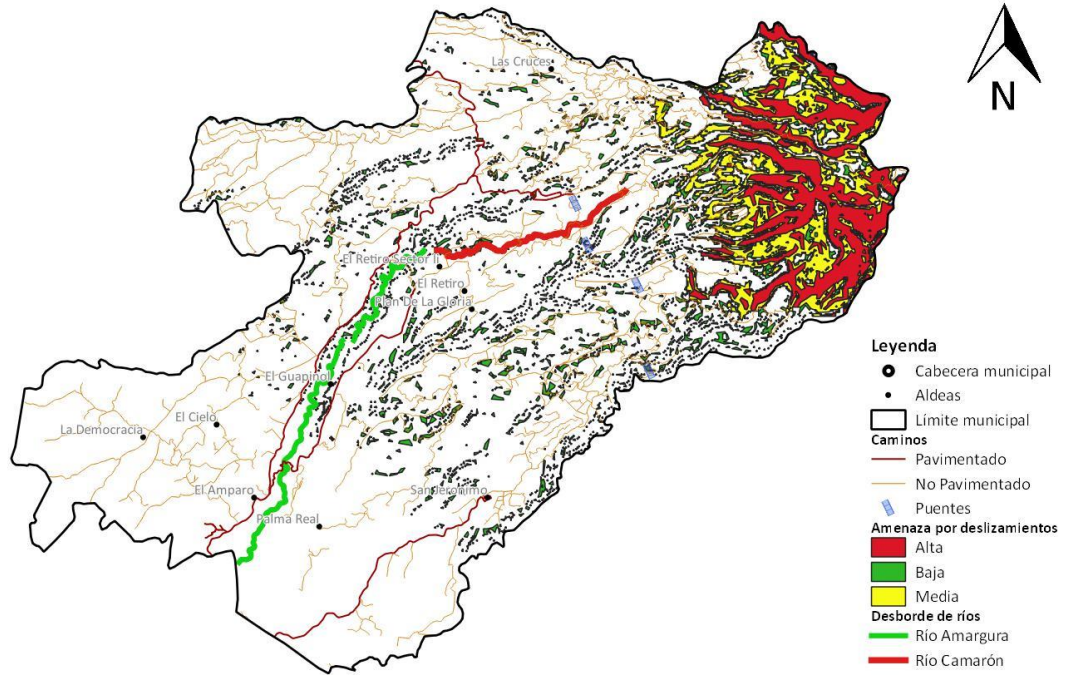 N
Las Cruces
El Retiro Sector II
El Retiro
Plan De La Gloria
El Guapinol
El Cielo
La Democracia
El Amparo
San Jeronimo
Palma Real
Leyenda
Cabecera municipal
Aldeas
Límite municipal
Caminos
Pavimentado
No Pavimentado
Puentes
Amenaza por deslizamientos
Alta
Baja
Media
Desborde de ríos
Río Amargura
Río Camarón